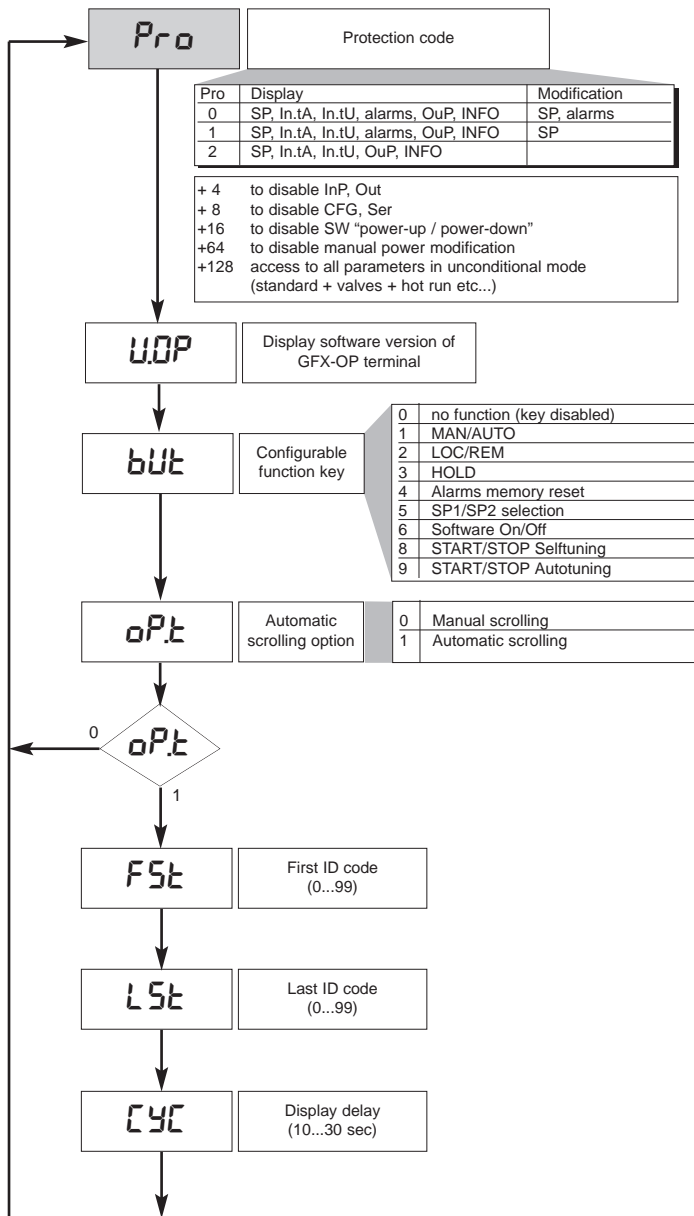 Pro
Protection code
Pro Display Modification
0 SP, In.tA, In.tU, alarms, OuP, INFO SP, alarms
1 SP, In.tA, In.tU, alarms, OuP, INFO SP
2 SP, In.tA, In.tU, OuP, INFO
+ 4 to disable InP, Out
+ 8 to disable CFG, Ser
+16 to disable SW “power-up / power-down”
+64 to disable manual power modification
+128 access to all parameters in unconditional mode
(standard + valves + hot run etc...)
U.OP
Display software version of
GFX-OP terminal
bUt
Configurable
function key
0 no function (key disabled)
1 MAN/AUTO
2 LOC/REM
3 HOLD
4 Alarms memory reset
5 SP1/SP2 selection
6 Software On/Off
8 START/STOP Selftuning
9 START/STOP Autotuning
oP.t
Automatic
scrolling option
0 Manual scrolling
1 Automatic scrolling
0
oP.t
1
FSt
First ID code
(0...99)
LSt
Last ID code
(0...99)
CYC
Display delay
(10...30 sec)